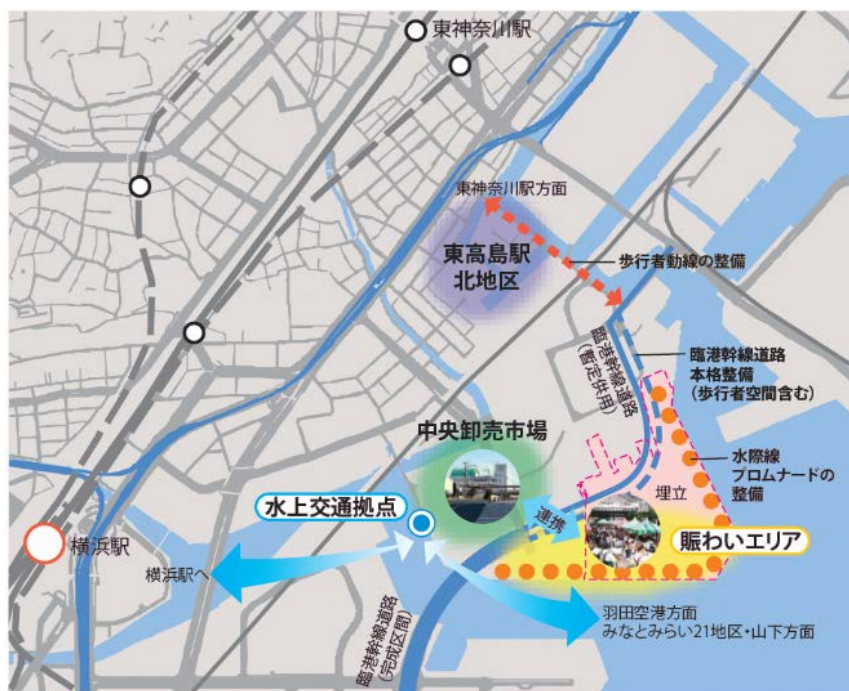 東神奈川駅
東神奈川駅方面
東高島駅
北地区
歩行者動線の整備
臨港幹線道路
(暫定供用)
臨港幹線道路
本格整備
(歩行者空間含む)
中央卸売市場
水際線
プロムナードの
整備
埋立
水上交通拠点
連携
賑わいエリア
横浜駅
横浜駅へ
臨港幹線道路
(完成区間)
羽田空港方面
みなとみらい21地区・山下方面